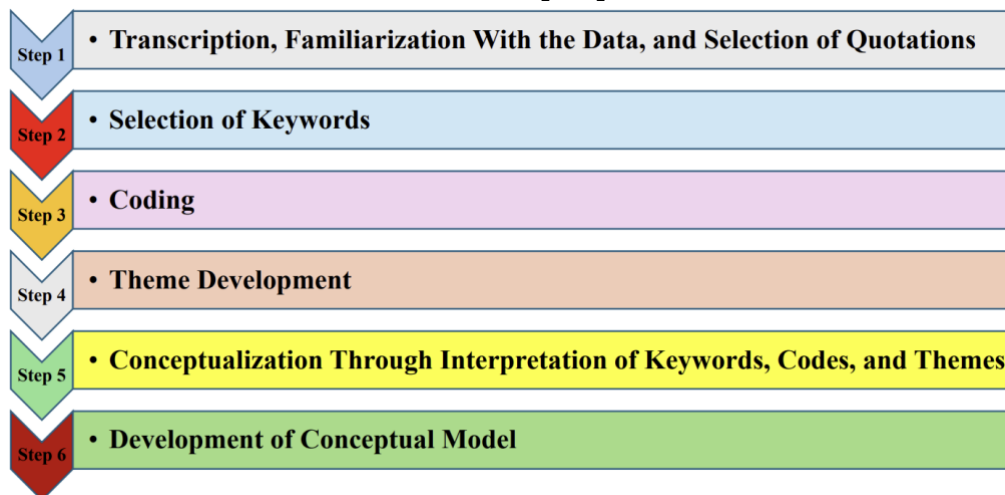 Step 1
• Transcription, Familiarization With the Data, and Selection of Quotations
Step 2
• Selection of Keywords
Step 3
• Coding
Step 4
• Theme Development
Step 5
• Conceptualization Through Interpretation of Keywords, Codes, and Themes
Step 6
• Development of Conceptual Model